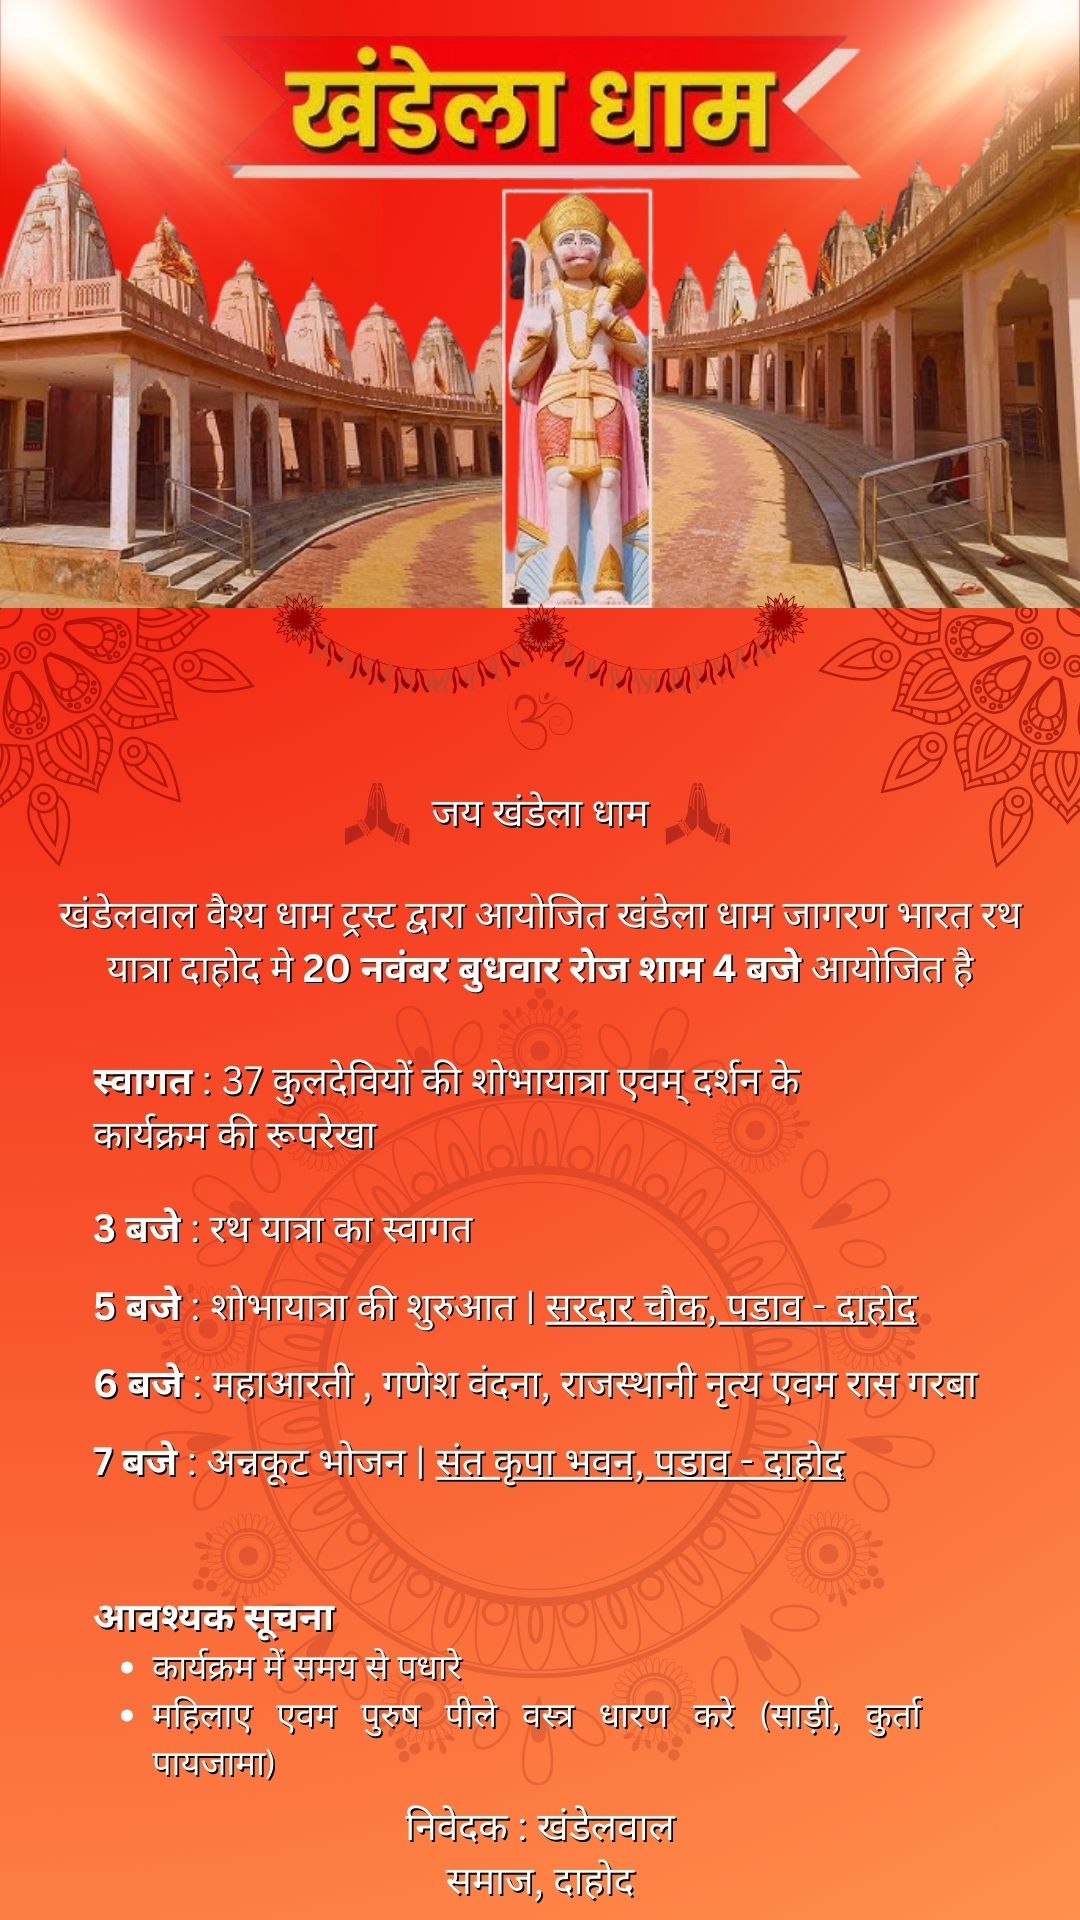 खंडेला धाम
ॐ
जय खंडेला धाम
खंडेलवाल वैश्य धाम ट्रस्ट द्वारा आयोजित खंडेला धाम जागरण भारत रथ
यात्रा दाहोद मे 20 नवंबर बुधवार रोज शाम 4 बजे आयोजित है
स्वागत : 37 कुलदेवियों की शोभायात्रा एवम् दर्शन के
कार्यक्रम की रूपरेखा
3 बजे : रथ यात्रा का स्वागत
5 बजे : शोभायात्रा की शुरुआत | सरदार चौक, पडाव - दाहोद
6 बजे : महाआरती , गणेश वंदना, राजस्थानी नृत्य एवम रास गरबा
7 बजे : अन्नकूट भोजन | संत कृपा भवन, पडाव - दाहोद
आवश्यक सूचना
• कार्यक्रम में समय से पधारे
• महिलाए एवम पुरुष पीले वस्त्र धारण करे (साड़ी, कुर्ता
पायजामा)
निवेदक : खंडेलवाल
समाज, दाहोद